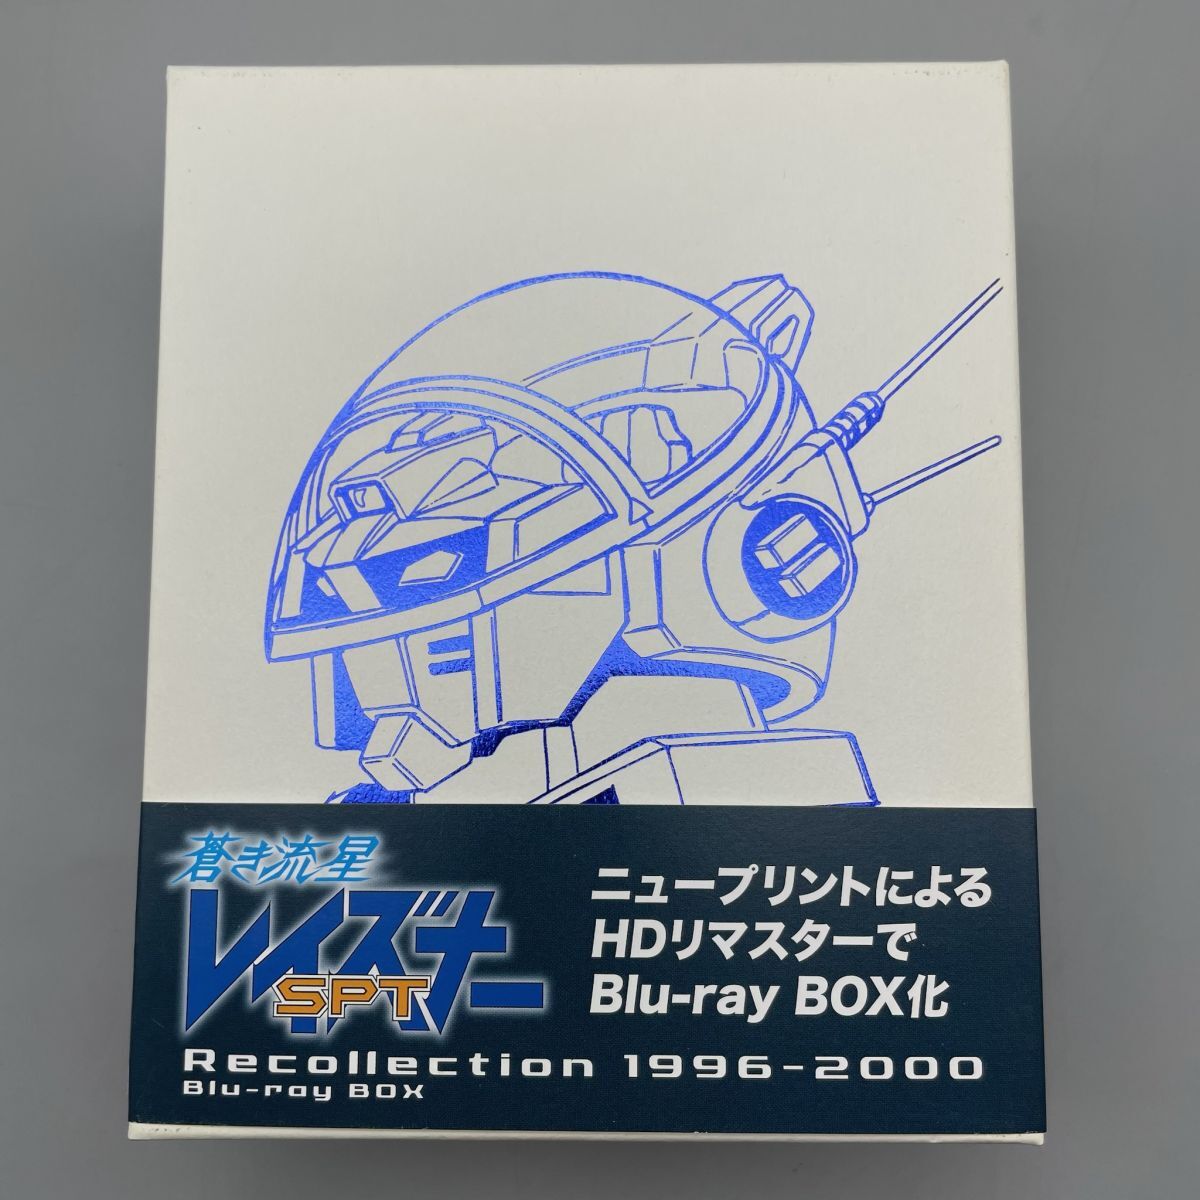 蒼き流星
レイズナー
SPT
ニュープリントによる
HDリマスターで
Blu-ray BOX化
Recollection 1996-2000
Blu-ray BOX